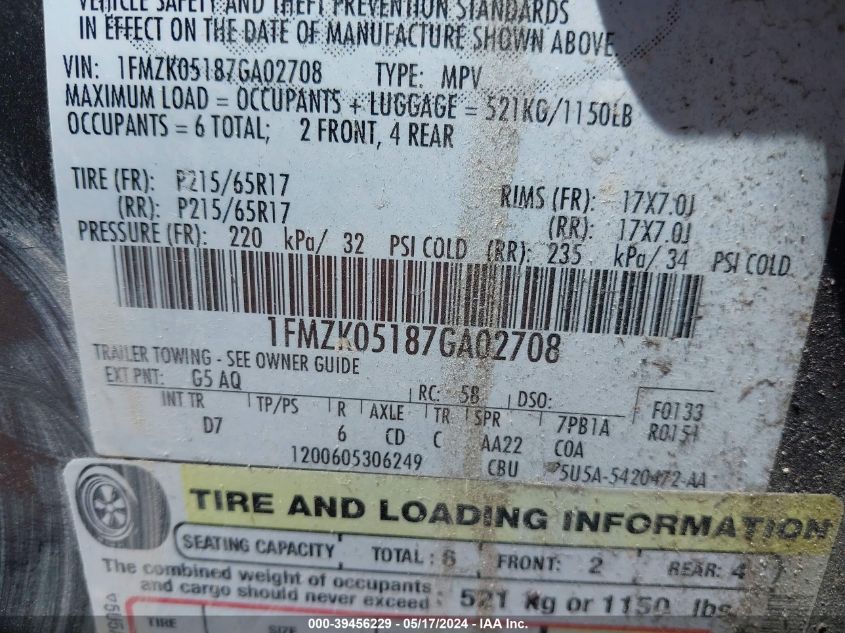 VEHICLE SAFETY AND THEFT PREVENTION STANDARDS
IN EFFECT ON THE DATE OF MANUFACTURE SHOWN ABOVE.
VIN: 1FMZK05187GA02708 TYPE: MPV
MAXIMUM LOAD = OCCUPANTS + LUGGAGE = 521KG/1150LB
OCCUPANTS = 6 TOTAL; 2 FRONT, 4 REAR
TIRE (FR): P215/65R17 RIMS (FR): 17X7.0J
(RR): P215/65R17 (RR): 17X7.0J
PRESSURE (FR): 220 kPa/ 32 PSI COLD (RR): 235 kPa/ 34 PSI COLD
1FMZK05187GA02708
TRAILER TOWING - SEE OWNER GUIDE
EXT PNT: G5 AQ RC: 58 DSO: F0133
INT TR TP/PS R AXLE TR SPR 7PB1A R0151
D7 6 CD C AA22 C0A
1200605306249 CBU 5U5A-5420472-AA
TIRE AND LOADING INFORMATION
SEATING CAPACITY TOTAL: 6 FRONT: 2 REAR: 4
The combined weight of occupants
and cargo should never exceed: 521 kg or 1150 lbs
TIRE SIZE
000-39456229 - 05/17/2024 - IAA Inc.